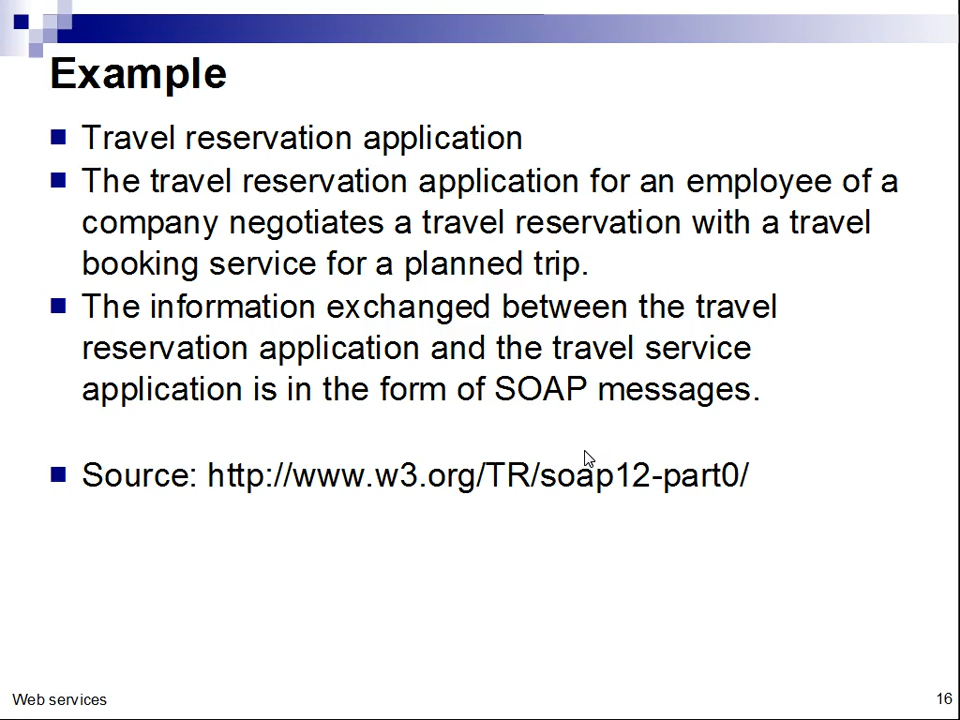 Example
Travel reservation application
The travel reservation application for an employee of a
company negotiates a travel reservation with a travel
booking service for a planned trip.
The information exchanged between the travel
reservation application and the travel service
application is in the form of SOAP messages.
Source: http://www.w3.org/TR/soap12-part0/
Web services
16